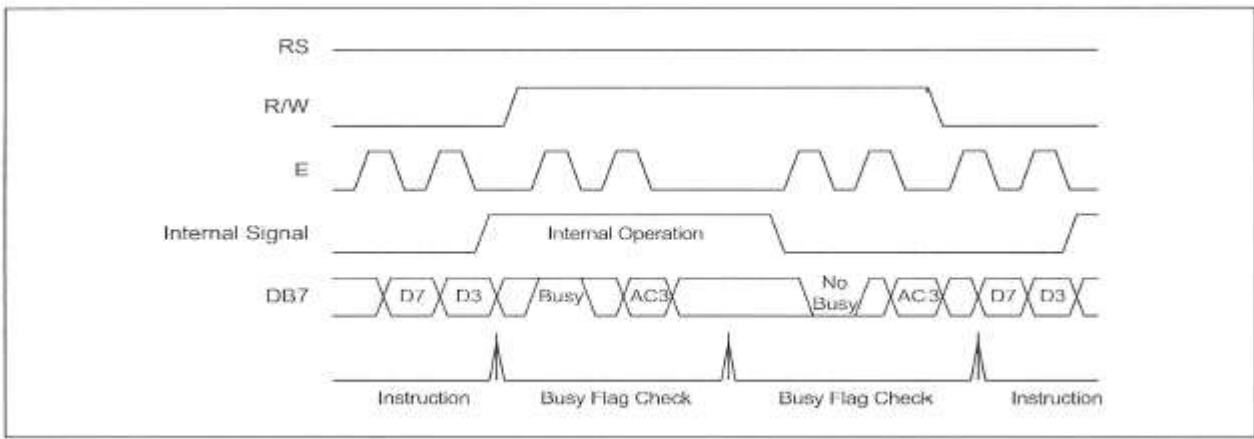 RS
R/W
E
Internal Signal
Internal Operation
DB7
D7
D3
Busy
AC3
No
Busy
AC3
D7
D3
Instruction
Busy Flag Check
Busy Flag Check
Instruction